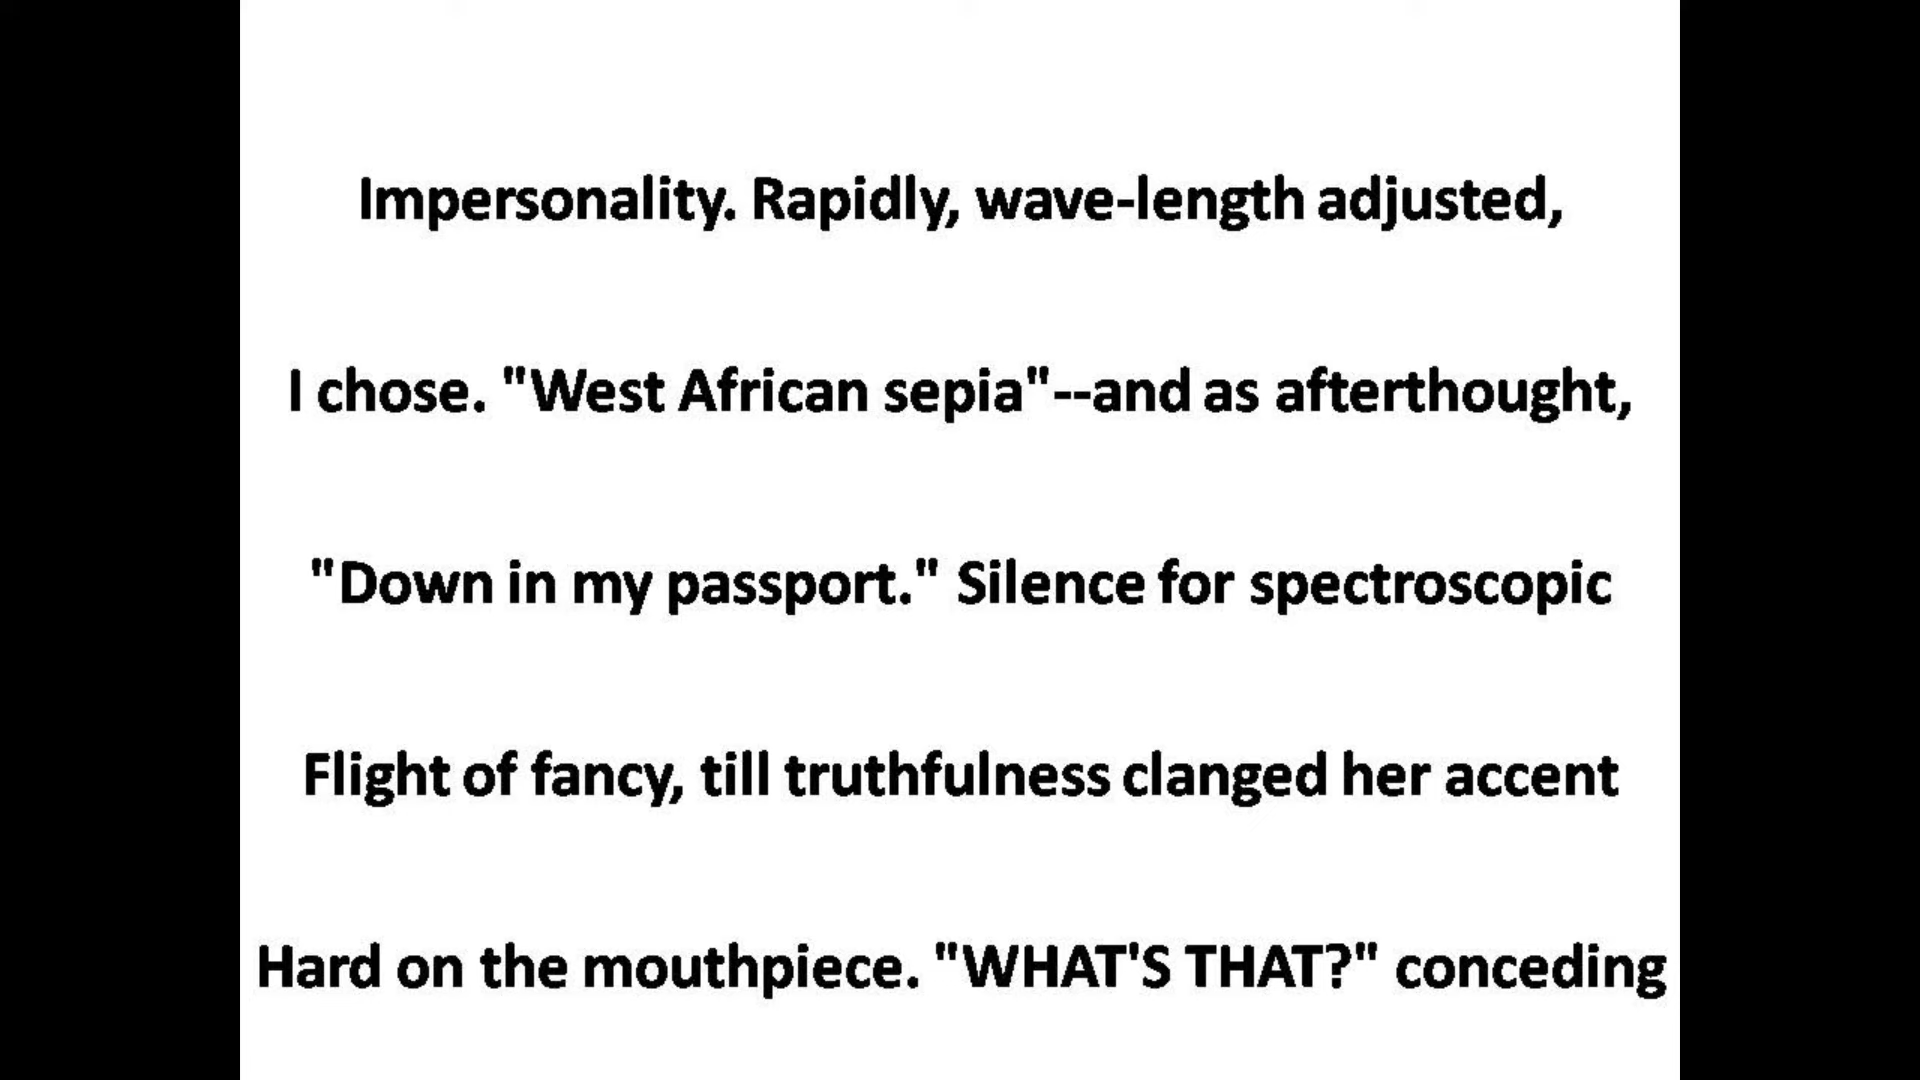 Impersonality. Rapidly, wave-length adjusted,
I chose. "West African sepia"--and as afterthought,
"Down in my passport." Silence for spectroscopic
Flight of fancy, till truthfulness clanged her accent
Hard on the mouthpiece. "WHAT'S THAT?" conceding